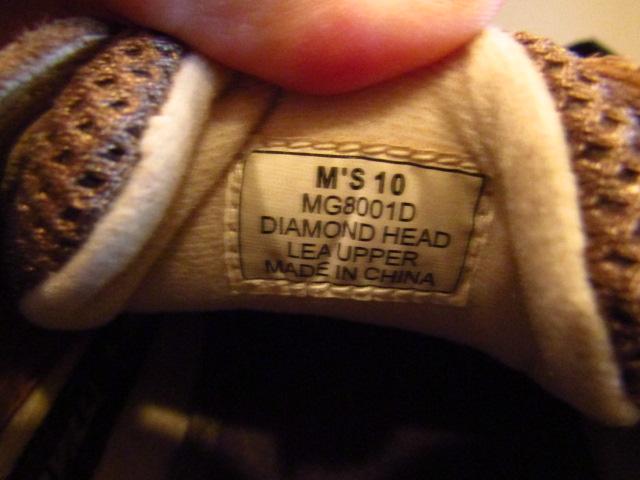 M'S 10
MG8001D
DIAMOND HEAD
LEA UPPER
MADE IN CHINA